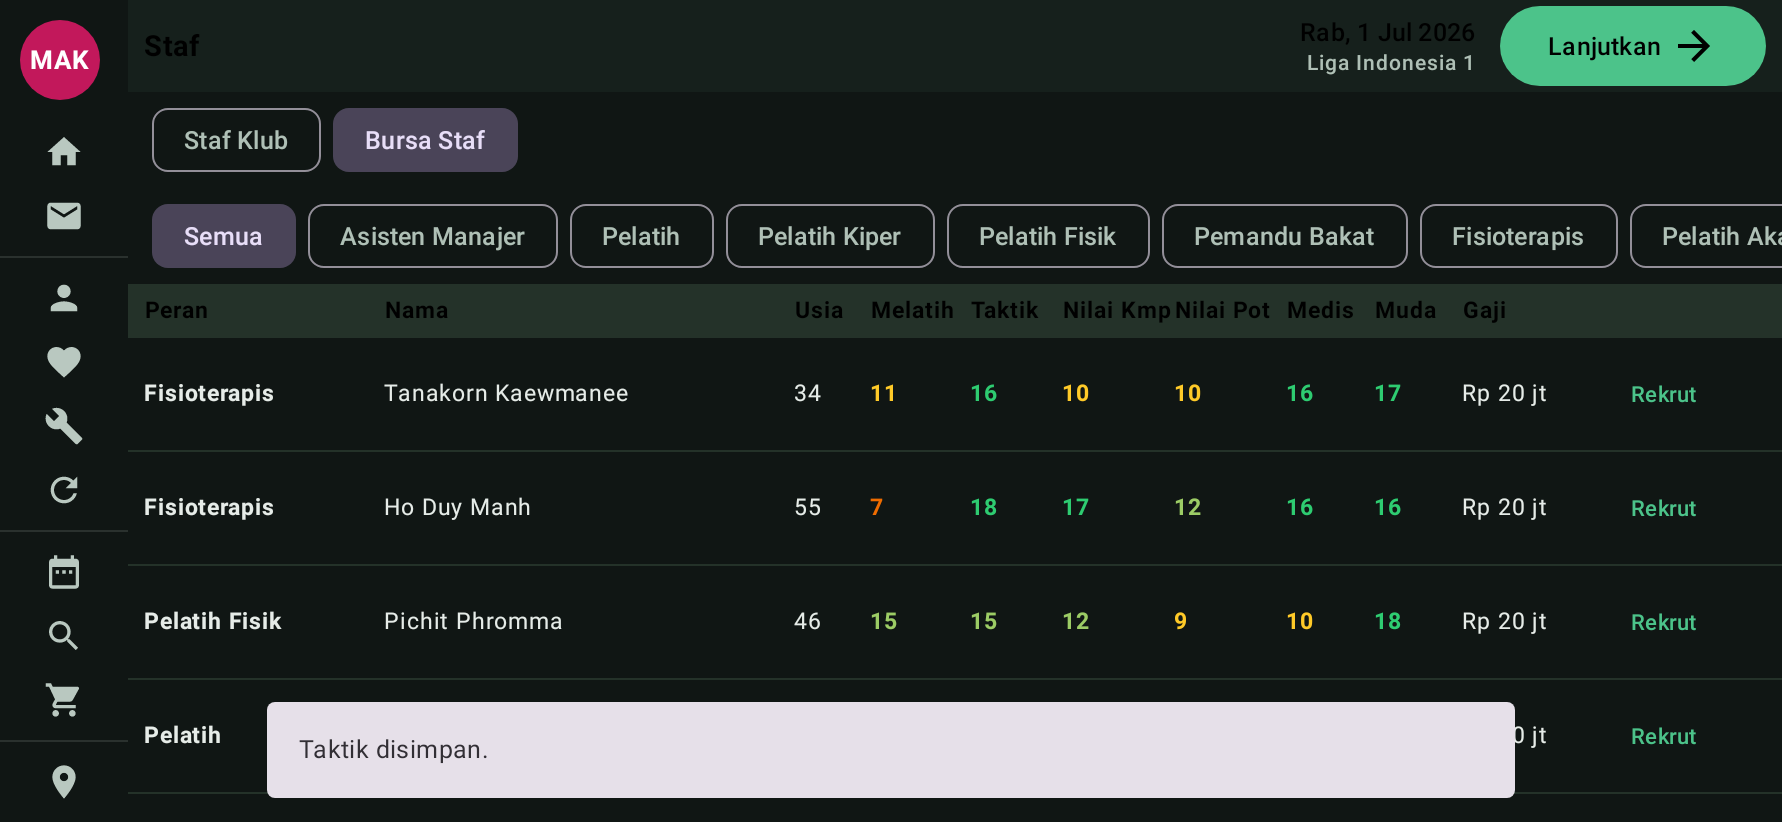 MAK
Staf
Rab, 1 Jul 2026
Liga Indonesia 1
Lanjutkan
Staf Klub Bursa Staf
Semua Asisten Manajer Pelatih Pelatih Kiper Pelatih Fisik Pemandu Bakat Fisioterapis Pelatih
Peran Nama Usia Melatih Taktik Nilai Kmp Nilai Pot Medis Muda Gaji
Fisioterapis Tanakorn Kaewmanee 34 11 16 10 10 16 17 Rp 20 jt Rekrut
Fisioterapis Ho Duy Manh 55 7 18 17 12 16 16 Rp 20 jt Rekrut
Pelatih Fisik Pichit Phromma 46 15 15 12 9 10 18 Rp 20 jt Rekrut
Pelatih jt Rekrut
Taktik disimpan.